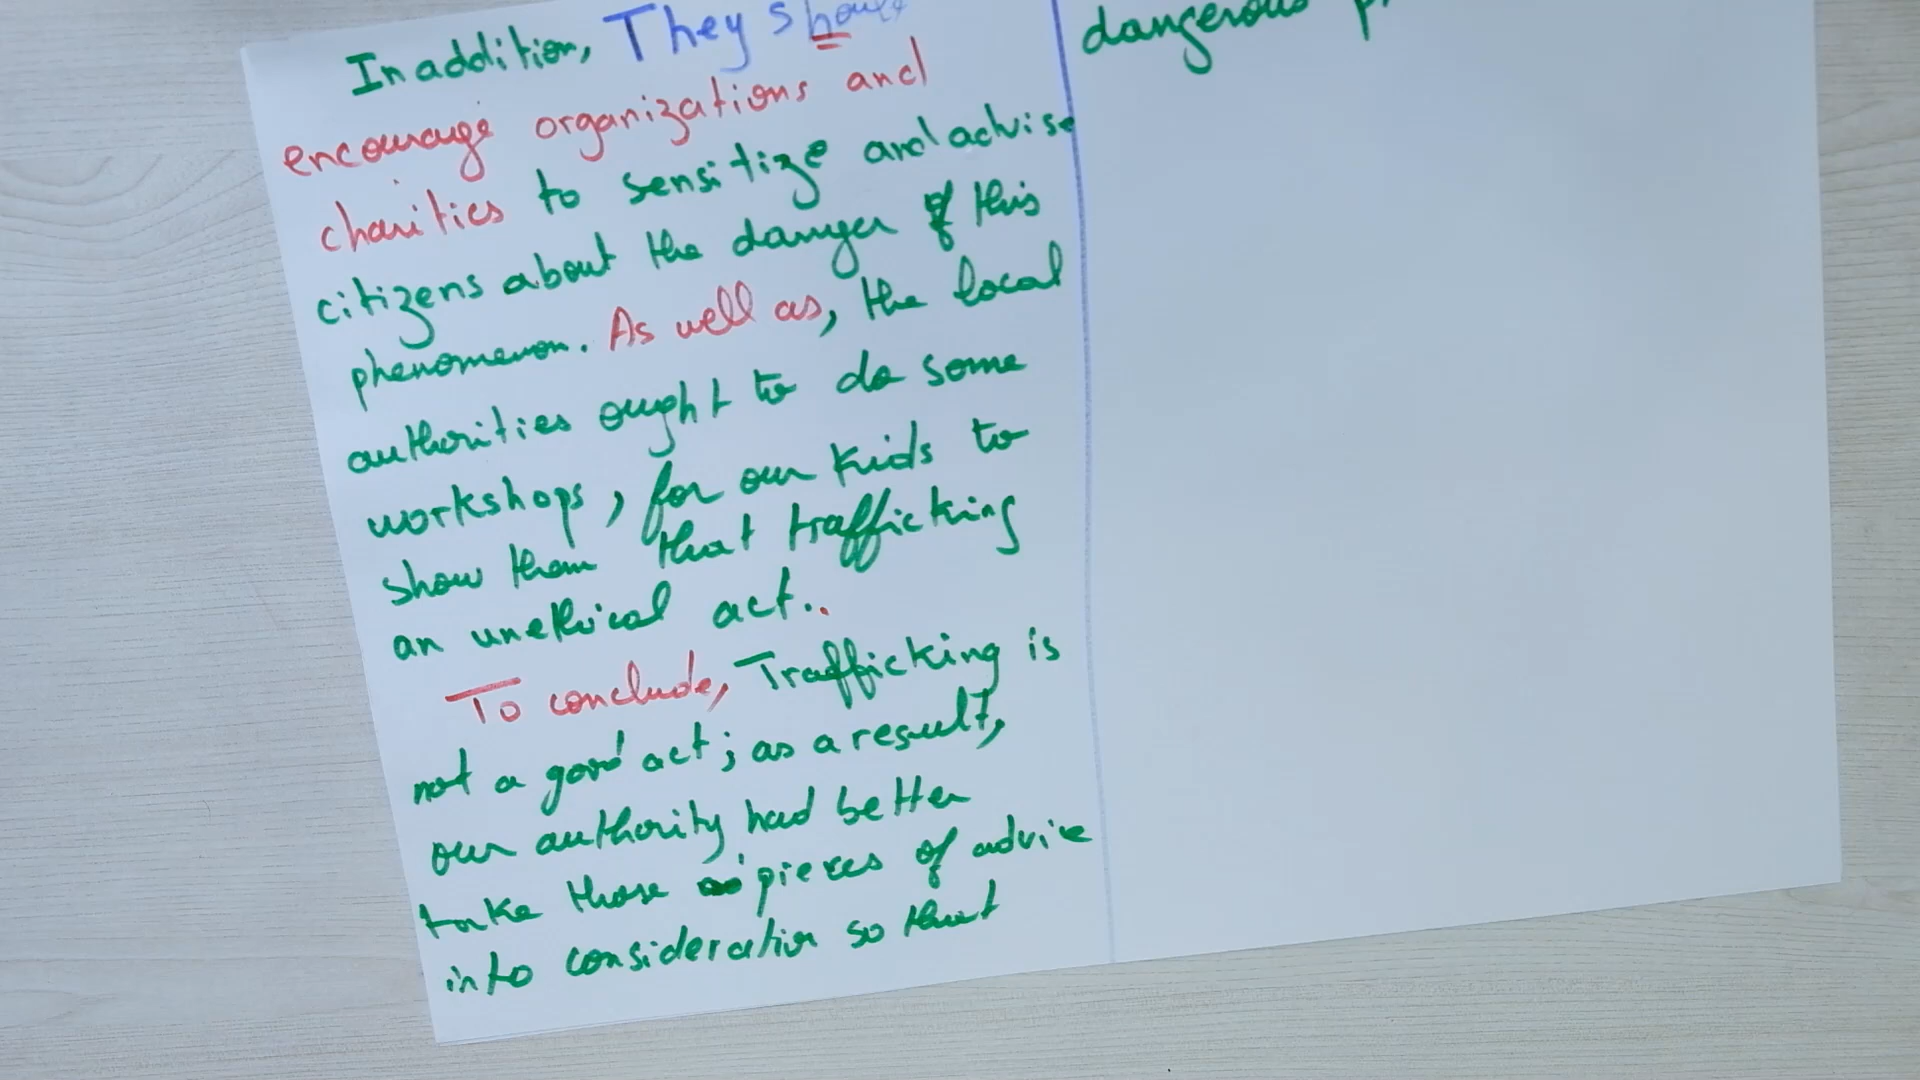 In addition, They
encourage organizations and
charities to sensitize and advise
citizens about the danger of this
phenomenon. As well as, the local
authorities ought to do some
workshops, for our kids to
show them that trafficking
an unethical act..
To conclude, Trafficking is
not a good act; as a result,
our authority had better
take those pieces of advice
into consideration so that
dangerous